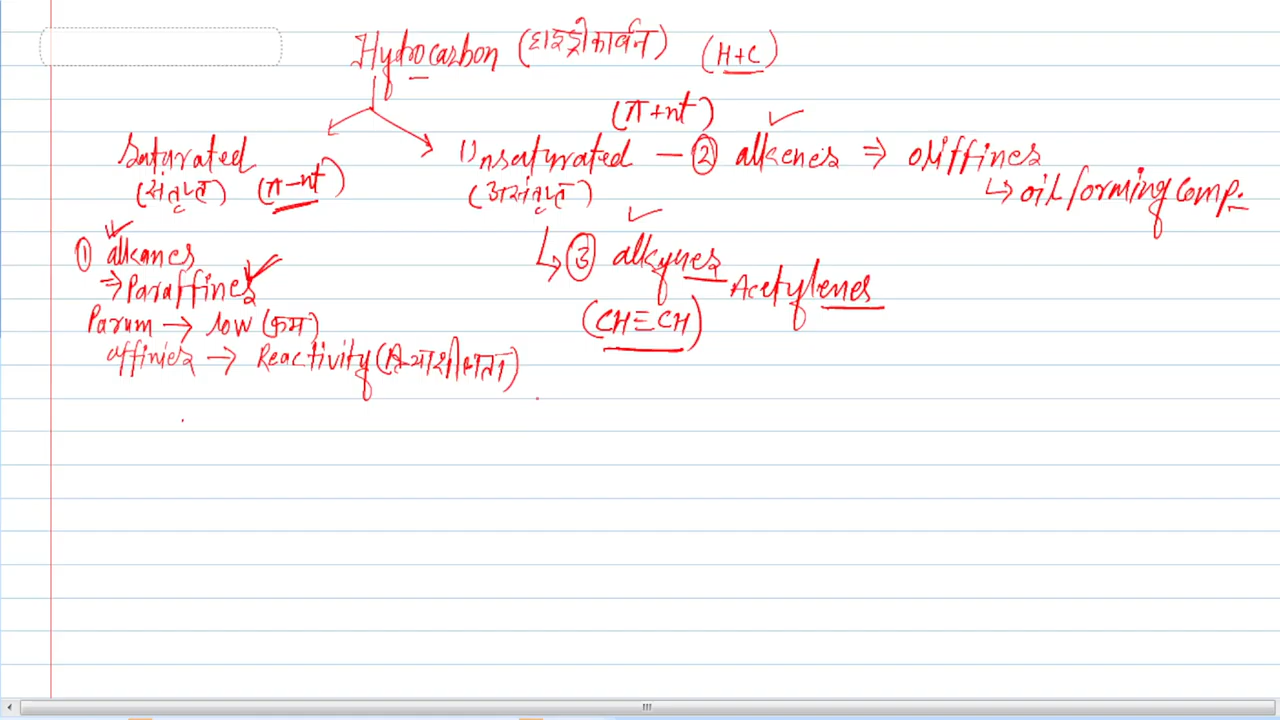 Hydrocarbon (हाइड्रोकार्बन) (H+C)
(π+nt)
Saturated Unsaturated — ② alkenes ⇒ Oliffines
(संतृप्त) (π-nt) (असंतृप्त) ↳ oil forming Comp.
① alkanes ↳ ③ alkynes
⇒ Paraffines Acetylenes
Parum → low (कम) (CH≡CH)
affinies → Reactivity (क्रियाशीलता)